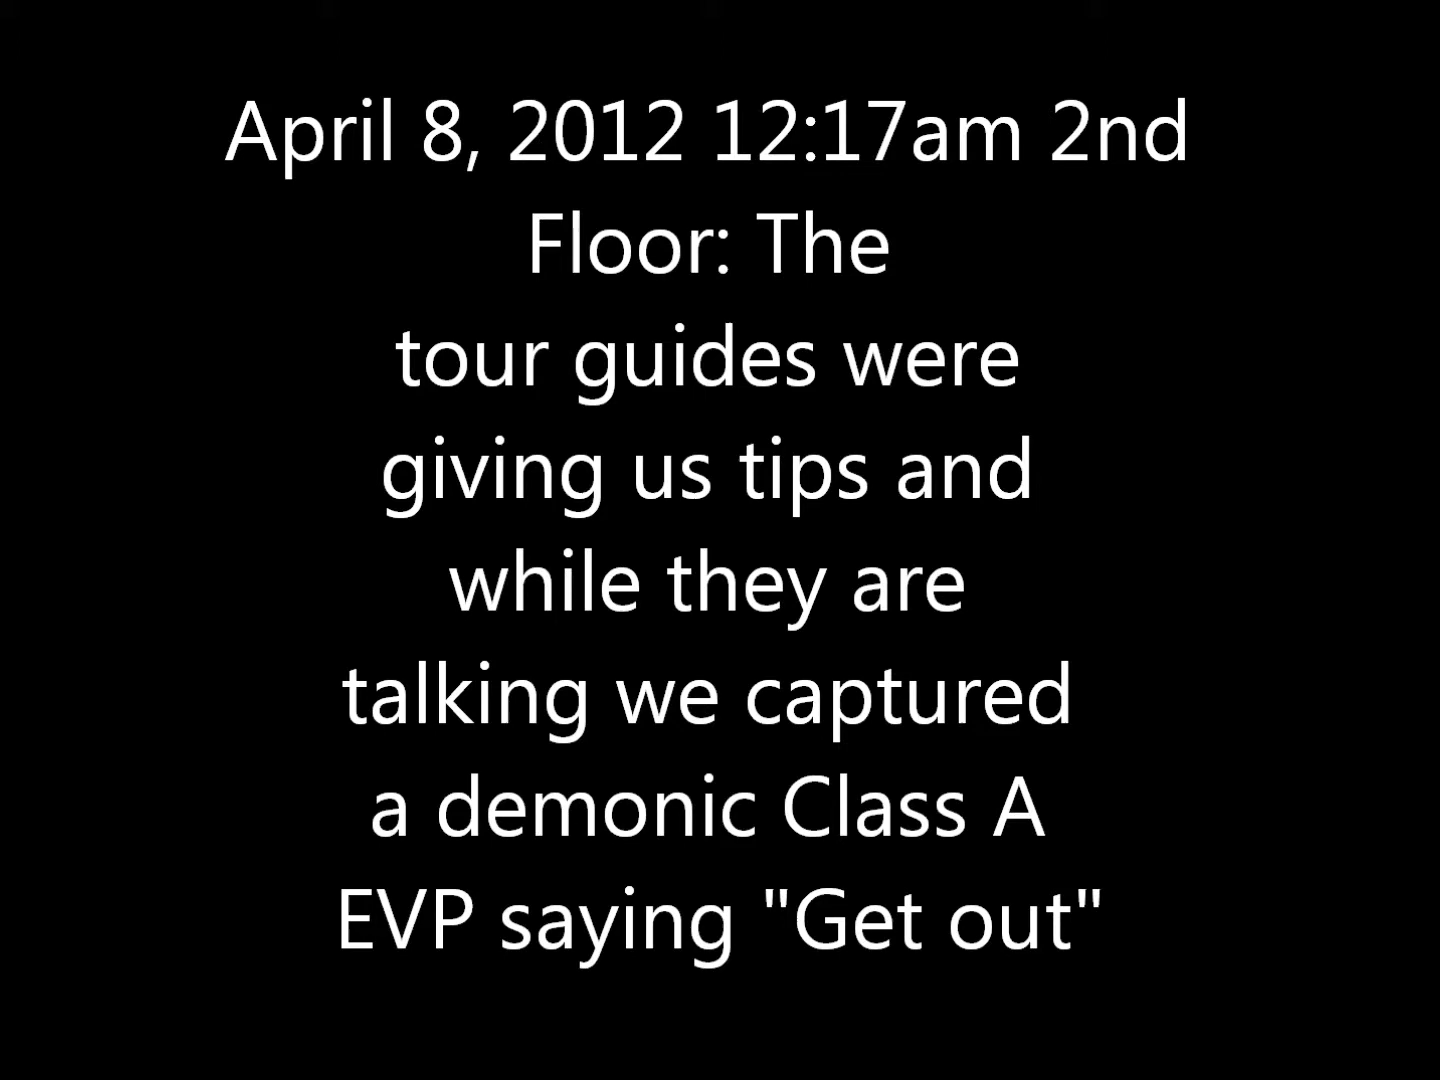 April 8, 2012 12:17am 2nd
Floor: The
tour guides were
giving us tips and
while they are
talking we captured
a demonic Class A
EVP saying "Get out"